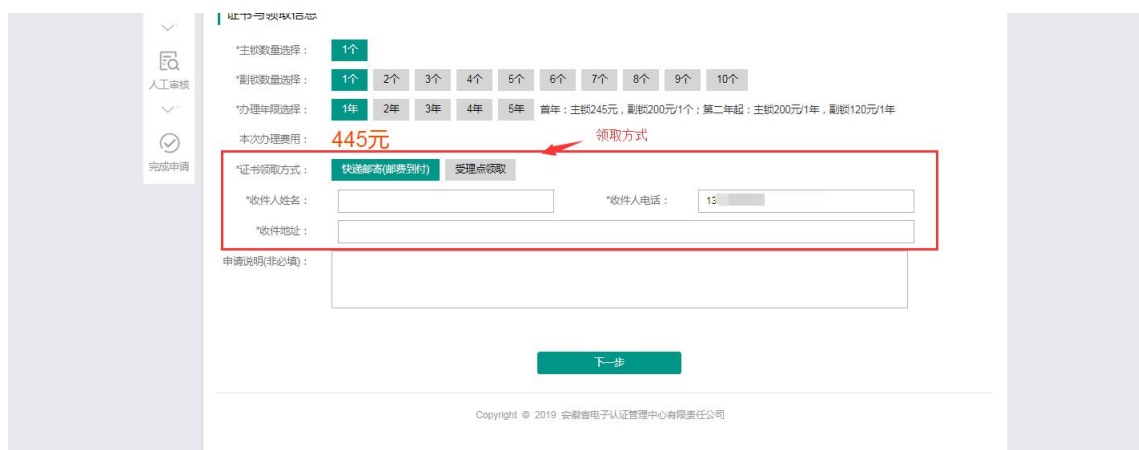 证书与领取信息
*主锁数量选择： 1个
人工审核
*副锁数量选择： 1个 2个 3个 4个 5个 6个 7个 8个 9个 10个
*办理年限选择： 1年 2年 3年 4年 5年 首年：主锁245元，副锁200元/1个；第二年起：主锁200元/1年，副锁120元/1年
本次办理费用： 445元 领取方式
完成申请
*证书领取方式： 快递邮寄(邮费到付) 受理点领取
*收件人姓名： *收件人电话： 13
*收件地址：
申请说明(非必填)：
下一步
Copyright © 2019 安徽省电子认证管理中心有限责任公司